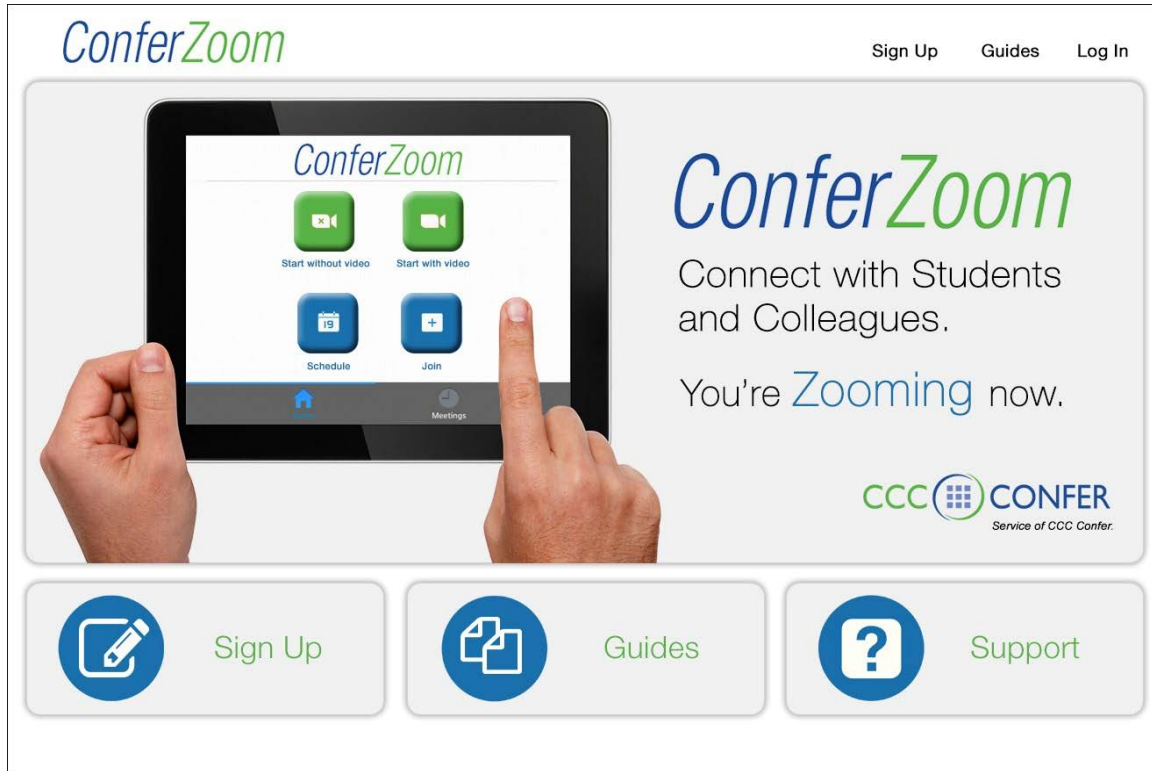 ConferZoom
Sign Up Guides Log In
ConferZoom
Start without video Start with video
19
Schedule Join
Meetings
ConferZoom
Connect with Students
and Colleagues.
You're Zooming now.
CCC CONFER
Service of CCC Confer.
Sign Up Guides Support